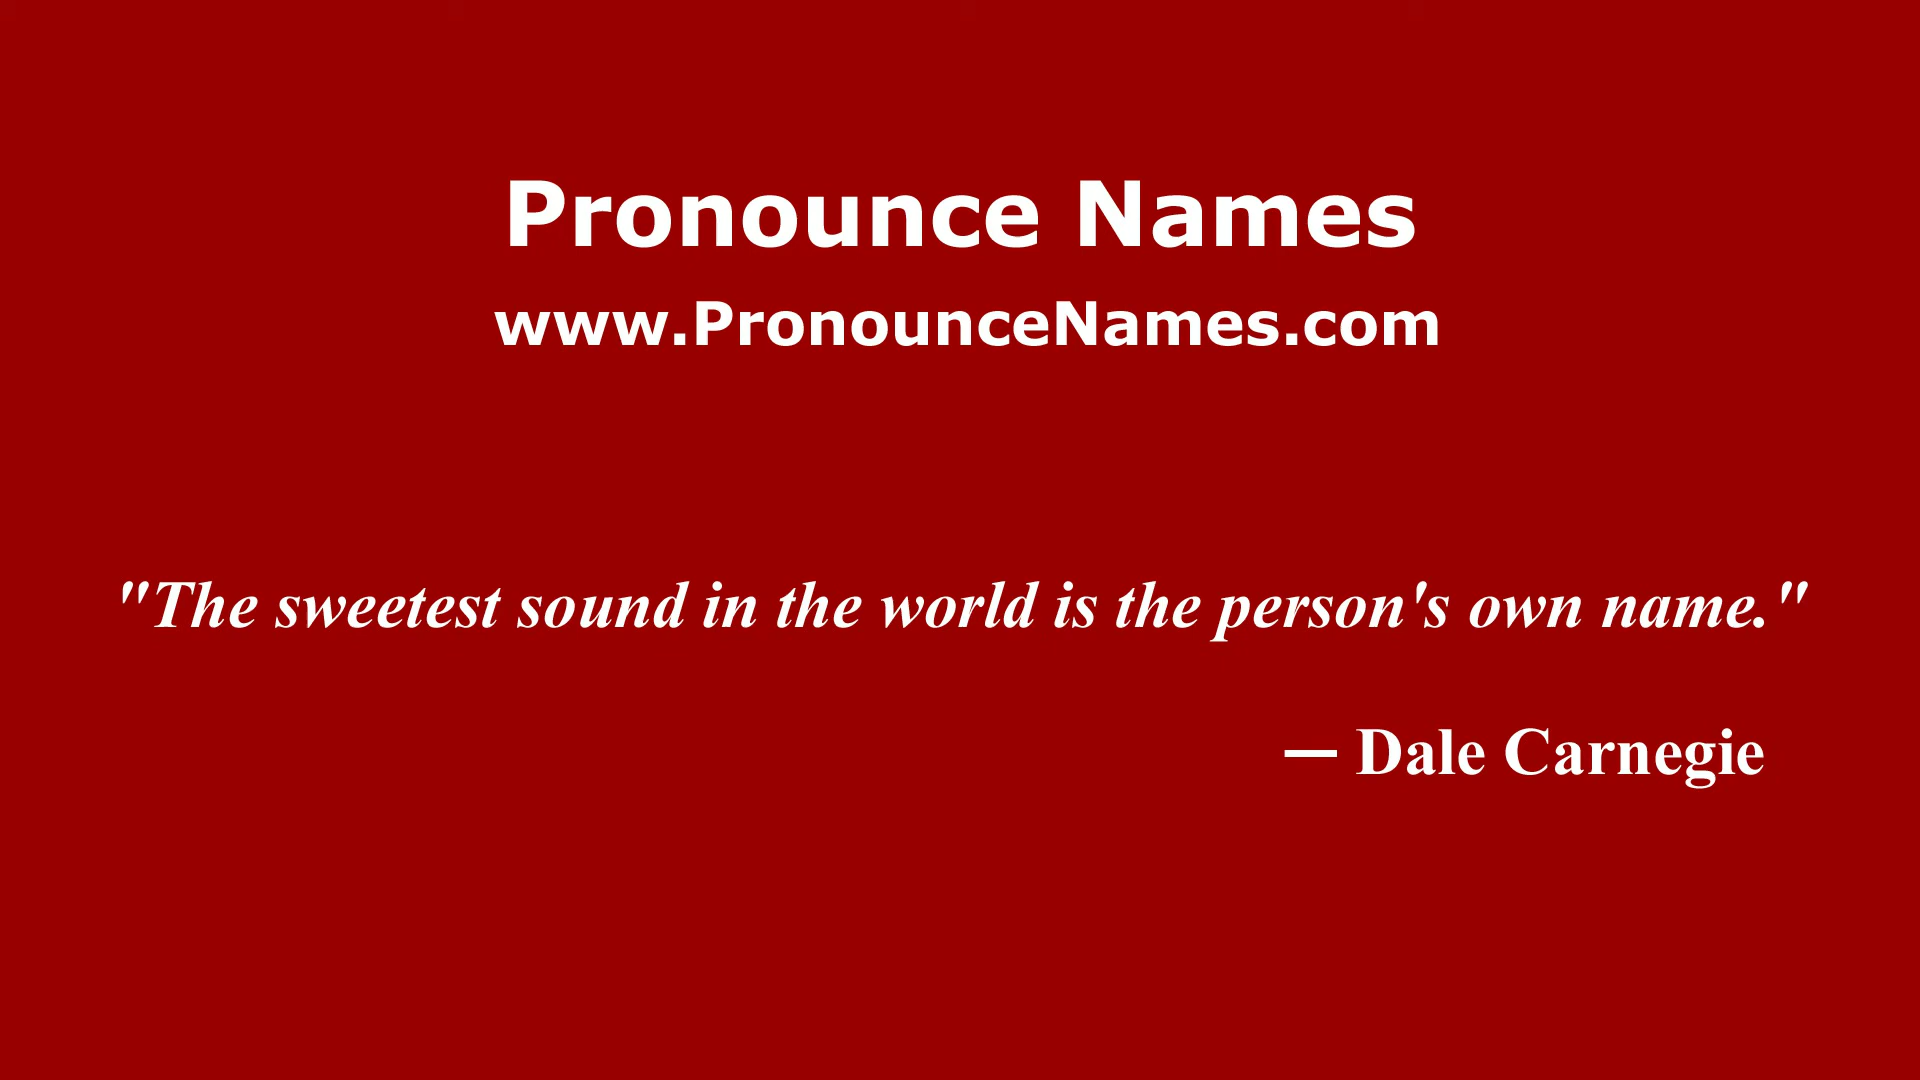 Pronounce Names
www.PronounceNames.com
"The sweetest sound in the world is the person's own name."
— Dale Carnegie